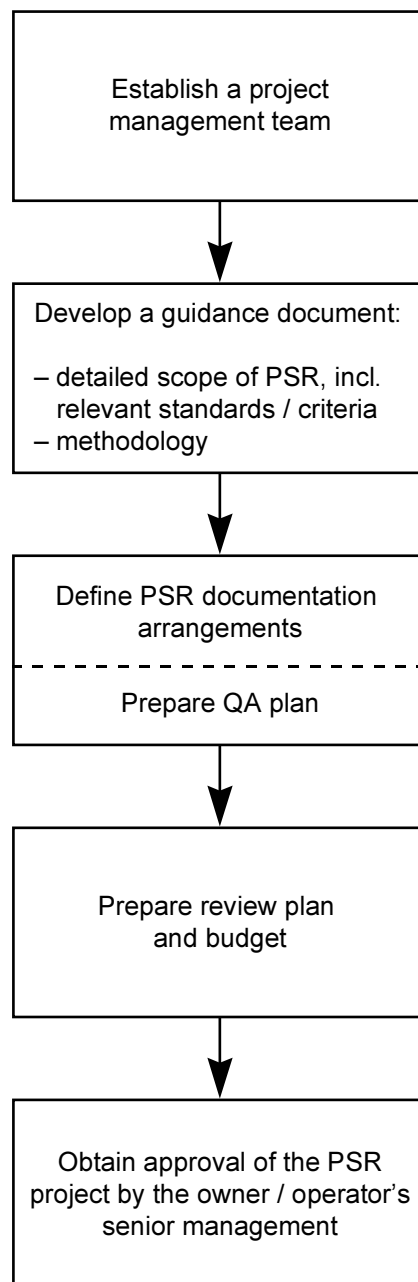 Establish a project
management team
Develop a guidance document:
– detailed scope of PSR, incl.
relevant standards / criteria
– methodology
Define PSR documentation
arrangements
Prepare QA plan
Prepare review plan
and budget
Obtain approval of the PSR
project by the owner / operator's
senior management